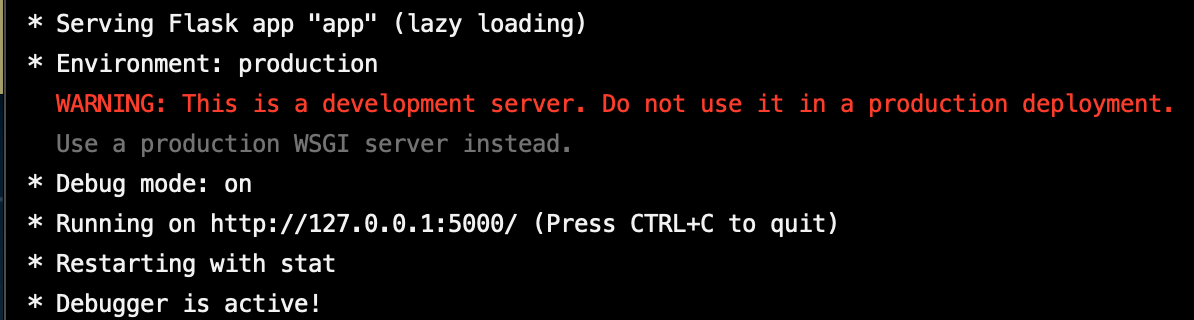 * Serving Flask app "app" (lazy loading)
* Environment: production
WARNING: This is a development server. Do not use it in a production deployment.
Use a production WSGI server instead.
* Debug mode: on
* Running on http://127.0.0.1:5000/ (Press CTRL+C to quit)
* Restarting with stat
* Debugger is active!